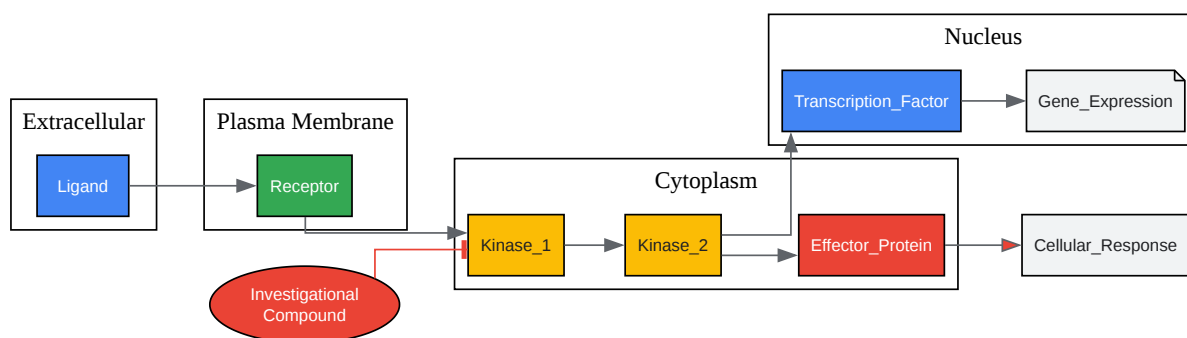 Nucleus
Transcription_Factor
Gene_Expression
Extracellular
Plasma Membrane
Ligand
Receptor
Cytoplasm
Kinase_1
Kinase_2
Effector_Protein
Cellular_Response
Investigational
Compound